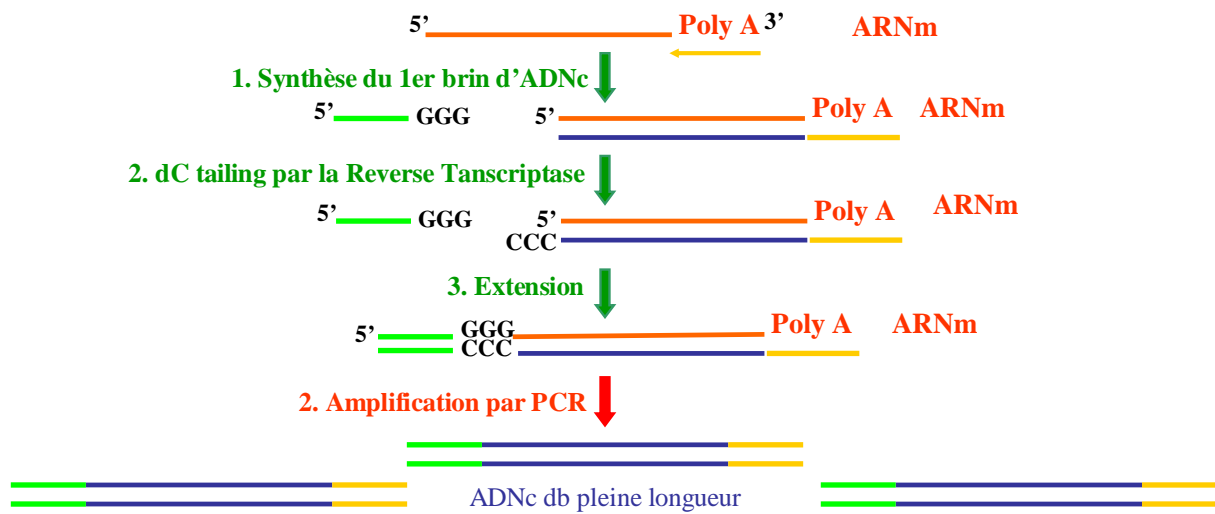 5’ Poly A 3’ ARNm
1. Synthèse du 1er brin d’ADNc
5’ GGG 5’ Poly A ARNm
2. dC tailing par la Reverse Tanscriptase
5’ GGG 5’ Poly A ARNm
CCC
3. Extension
5’ GGG Poly A ARNm
CCC
2. Amplification par PCR
ADNc db pleine longueur